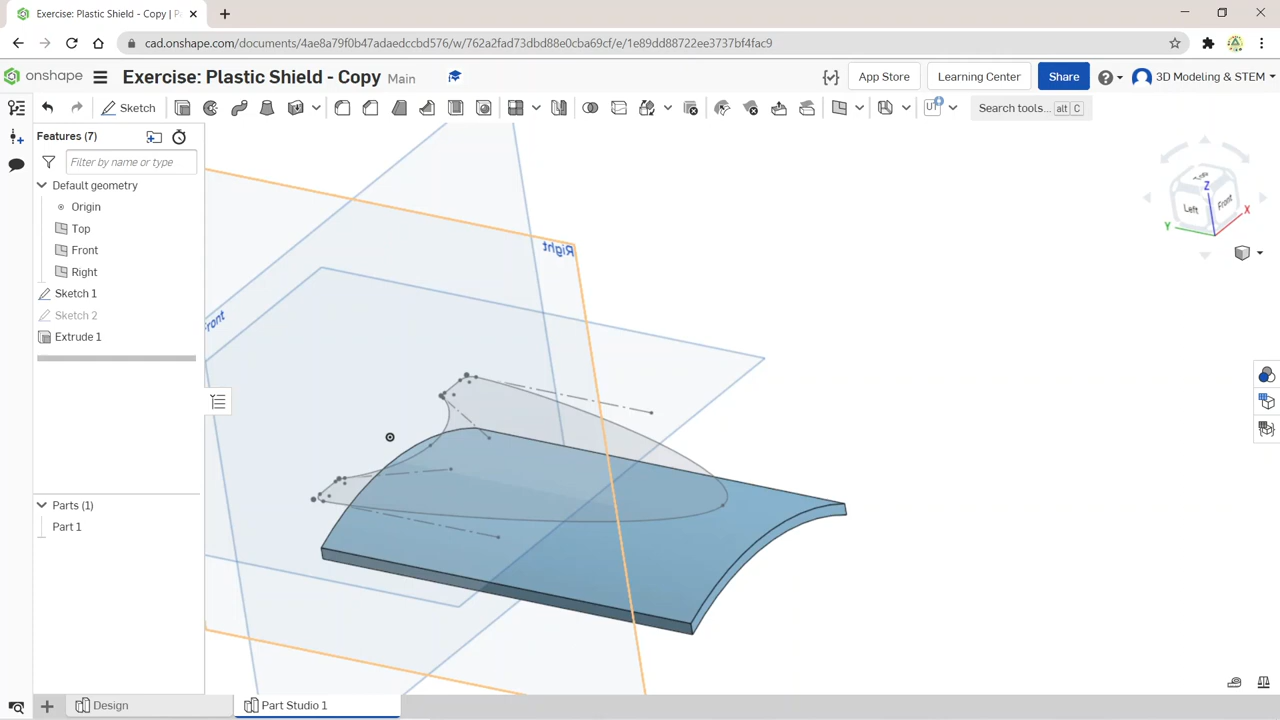 Exercise: Plastic Shield - Copy | P
cad.onshape.com/documents/4ae8a79f0b47adaedccbd576/w/762a2fad73dbd88e0cba69cf/e/1e89dd88722ee3737bf4fac9
onshape
Exercise: Plastic Shield - Copy Main
App Store
Learning Center
Share
3D Modeling & STEM
Sketch
Search tools... alt C
Features (7)
Filter by name or type
Default geometry
Origin
Top
Front
Right
Sketch 1
Sketch 2
Extrude 1
Parts (1)
Part 1
Right
Front
Top
Left
Front
Z
X
Y
Design
Part Studio 1